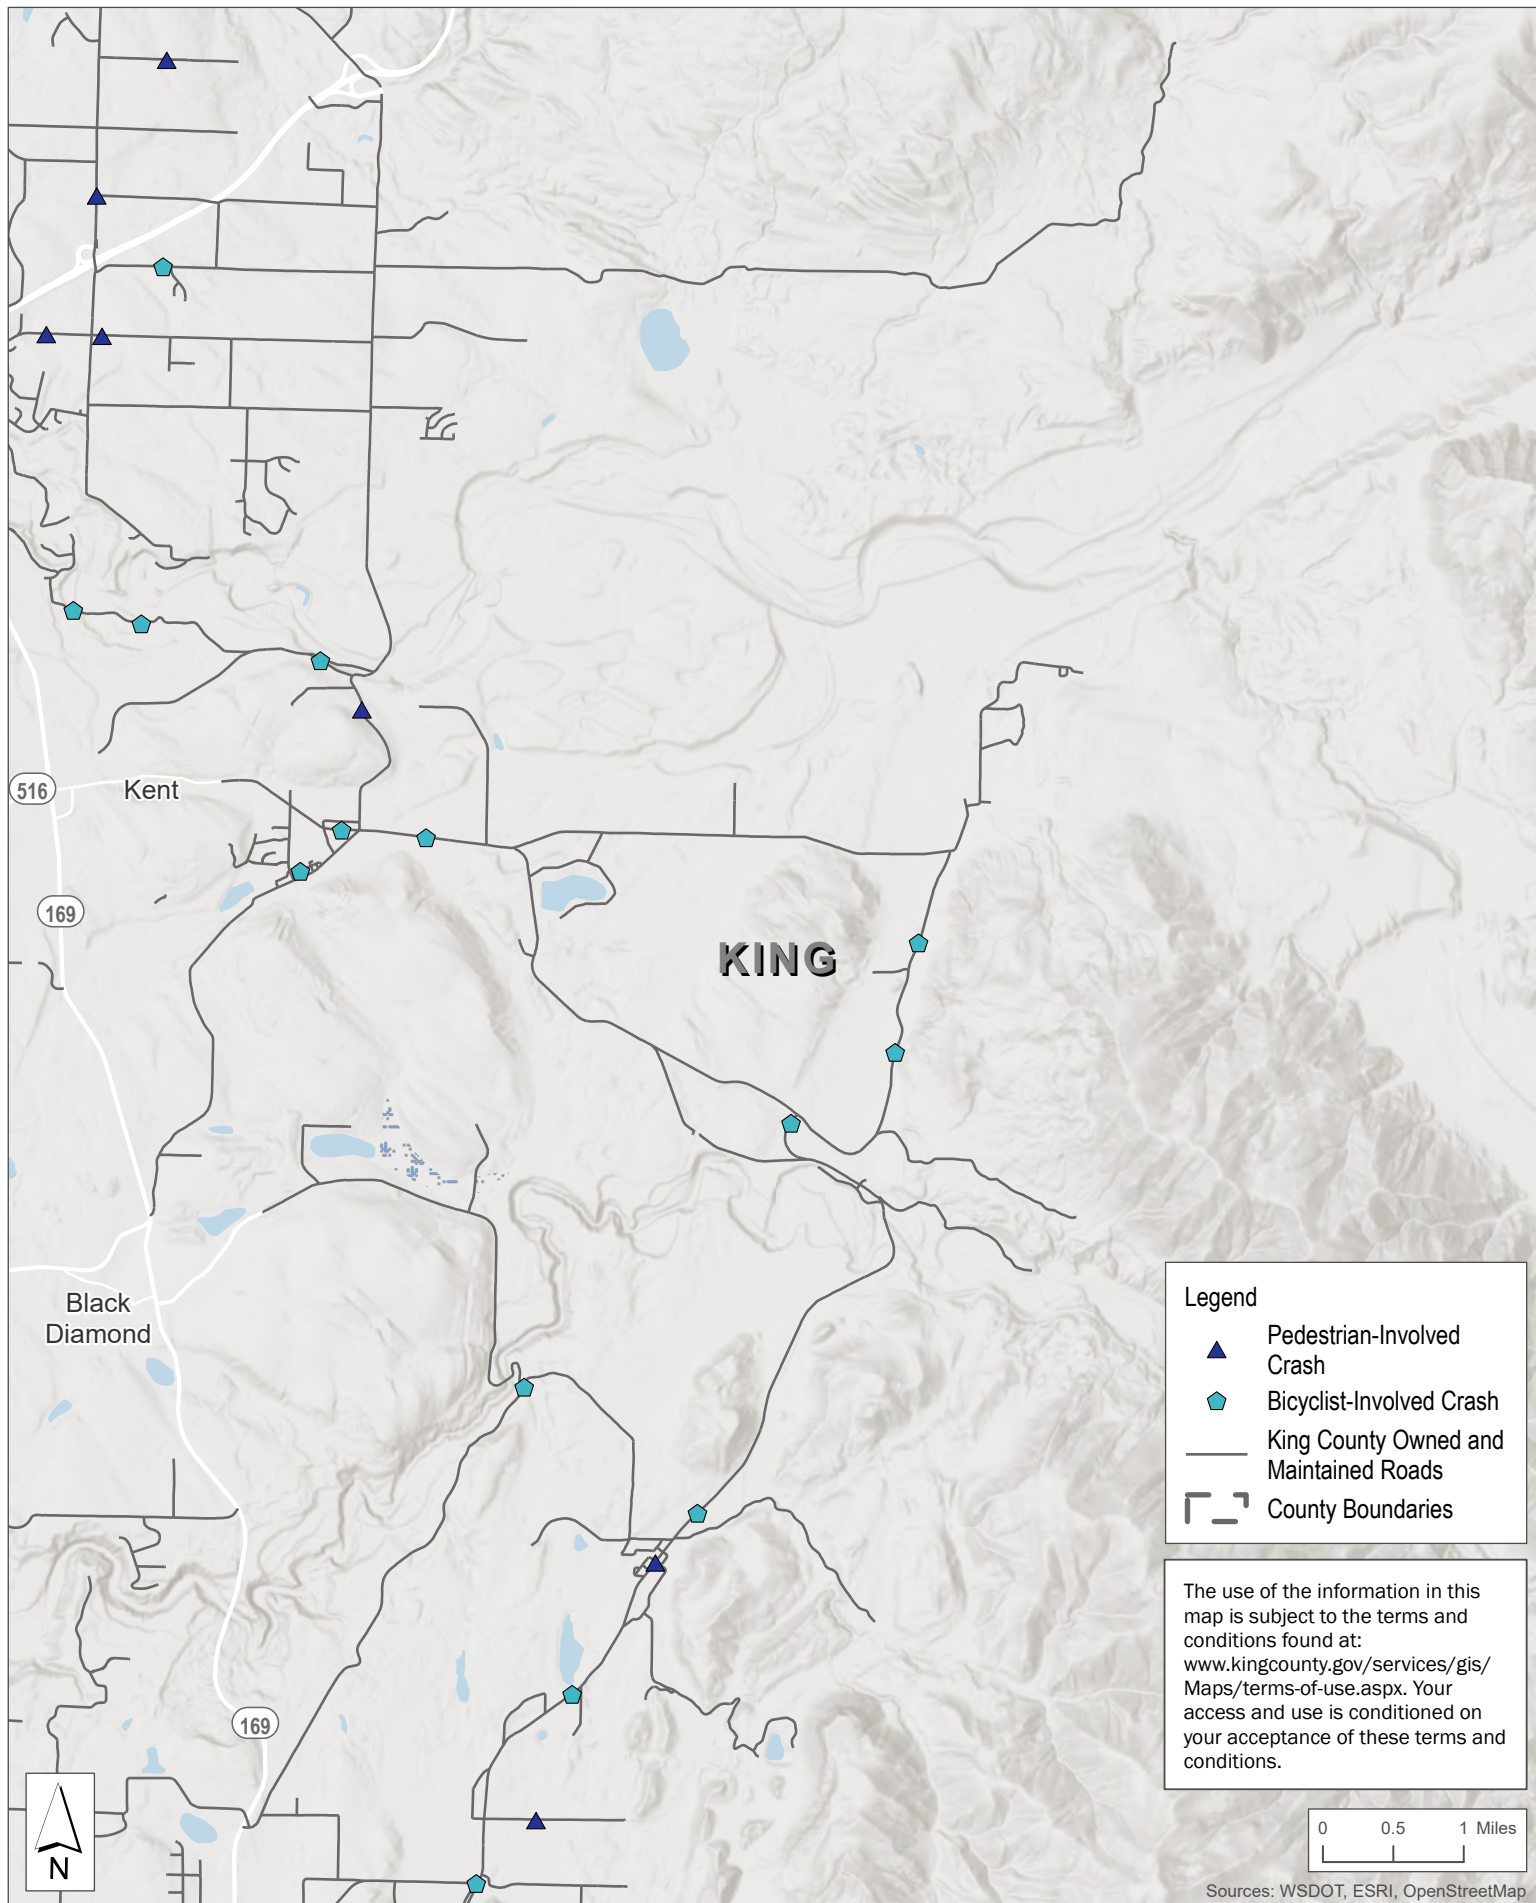 516
Kent
169
KING
Black
Diamond
169
Legend
Pedestrian-Involved
Crash
Bicyclist-Involved Crash
King County Owned and
Maintained Roads
County Boundaries
The use of the information in this
map is subject to the terms and
conditions found at:
www.kingcounty.gov/services/gis/
Maps/terms-of-use.aspx. Your
access and use is conditioned on
your acceptance of these terms and
conditions.
N
0 0.5 1 Miles
Sources: WSDOT, ESRI, OpenStreetMap